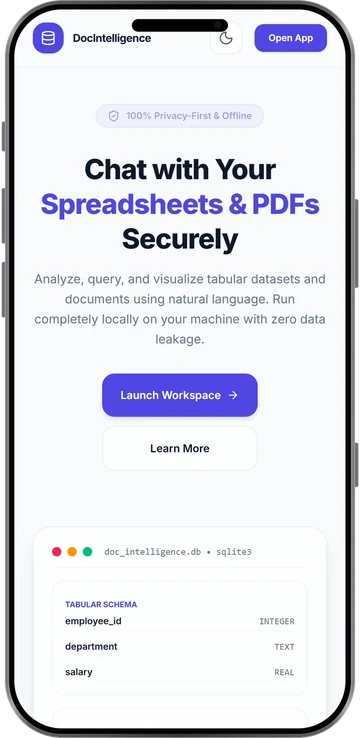 DocIntelligence
Open App
100% Privacy-First & Offline
Chat with Your
Spreadsheets & PDFs
Securely
Analyze, query, and visualize tabular datasets and
documents using natural language. Run
completely locally on your machine with zero data
leakage.
Launch Workspace →
Learn More
doc_intelligence.db • sqlite3
TABULAR SCHEMA
employee_id INTEGER
department TEXT
salary REAL